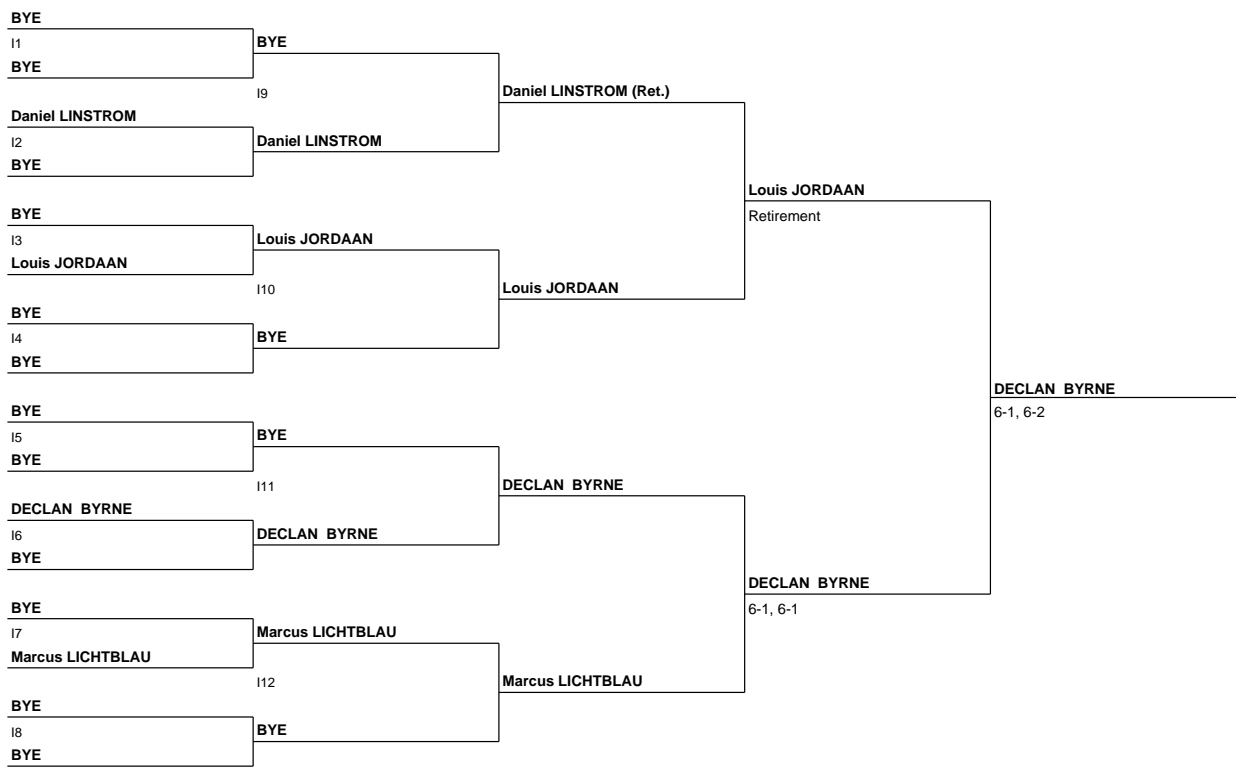 BYE
I1
BYE
Daniel LINSTROM
I2
BYE
BYE
I3
Louis JORDAAN
BYE
I4
BYE
BYE
I5
BYE
DECLAN  BYRNE
I6
BYE
BYE
I7
Marcus LICHTBLAU
BYE
I8
BYE
BYE
I9
Daniel LINSTROM
Louis JORDAAN
I10
BYE
BYE
I11
DECLAN  BYRNE
Marcus LICHTBLAU
I12
BYE
Daniel LINSTROM (Ret.)
Louis JORDAAN
DECLAN  BYRNE
Marcus LICHTBLAU
Louis JORDAAN
Retirement
DECLAN  BYRNE
6-1, 6-1
DECLAN  BYRNE
6-1, 6-2